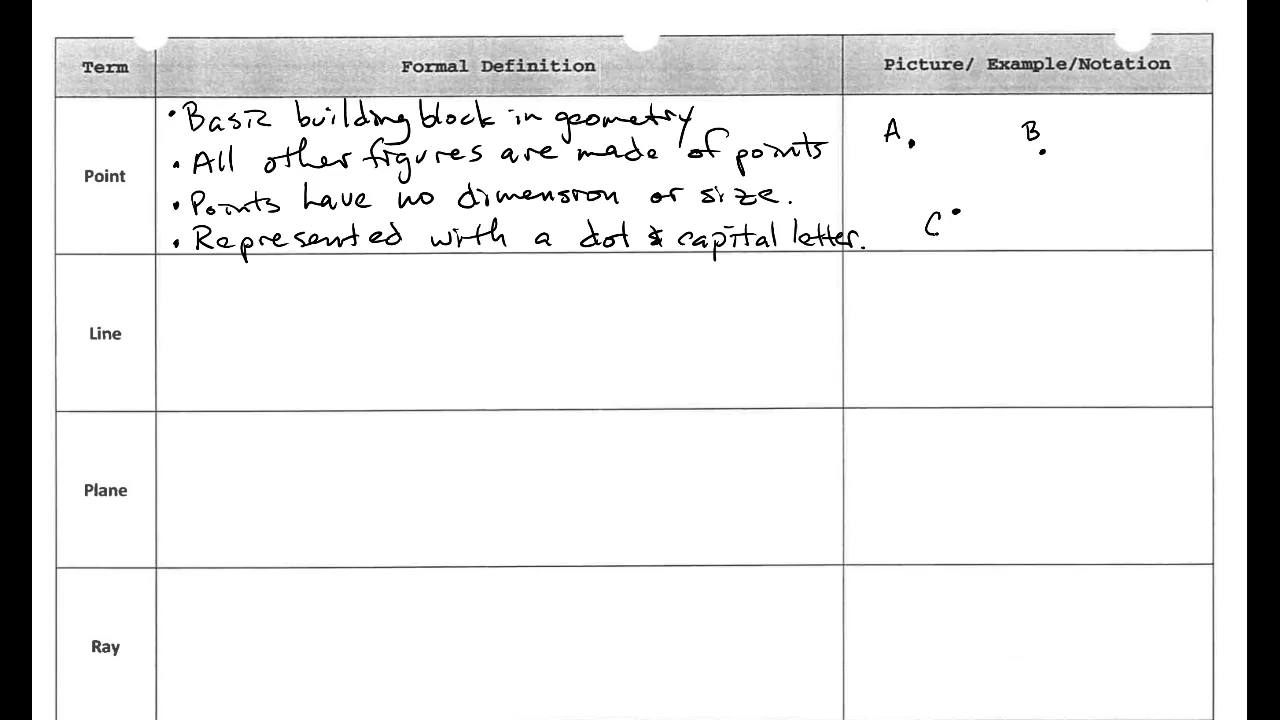 Term Formal Definition Picture/ Example/Notation
• Basic building block in geometry
• All other figures are made of points
• Points have no dimension or size.
• Represented with a dot & capital letter.
Point
A. B.
C.
Line
Plane
Ray